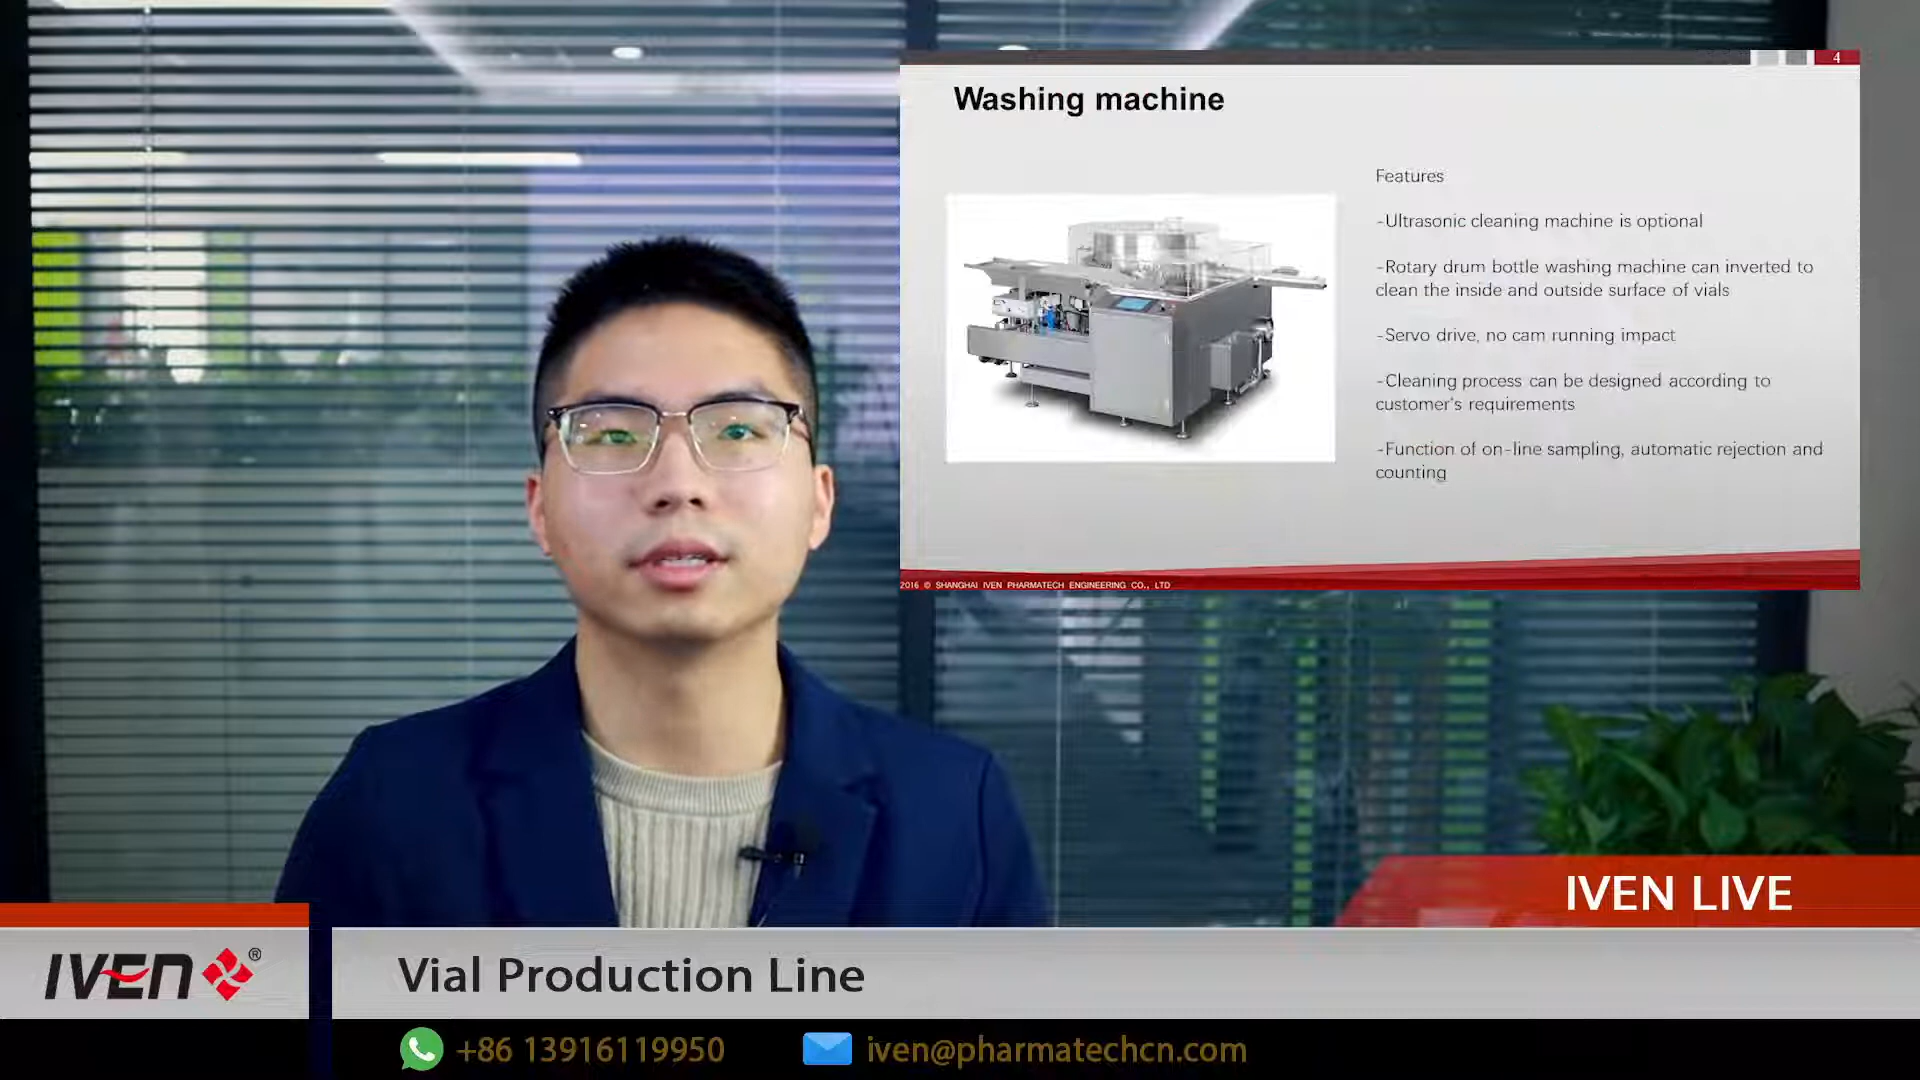 4
Washing machine
Features
-Ultrasonic cleaning machine is optional
-Rotary drum bottle washing machine can inverted to
clean the inside and outside surface of vials
-Servo drive, no cam running impact
-Cleaning process can be designed according to
customer's requirements
-Function of on-line sampling, automatic rejection and
counting
2016 © SHANGHAI IVEN PHARMATECH ENGINEERING CO., LTD
IVEN LIVE
IVEN ®
Vial Production Line
+86 13916119950
iven@pharmatechcn.com